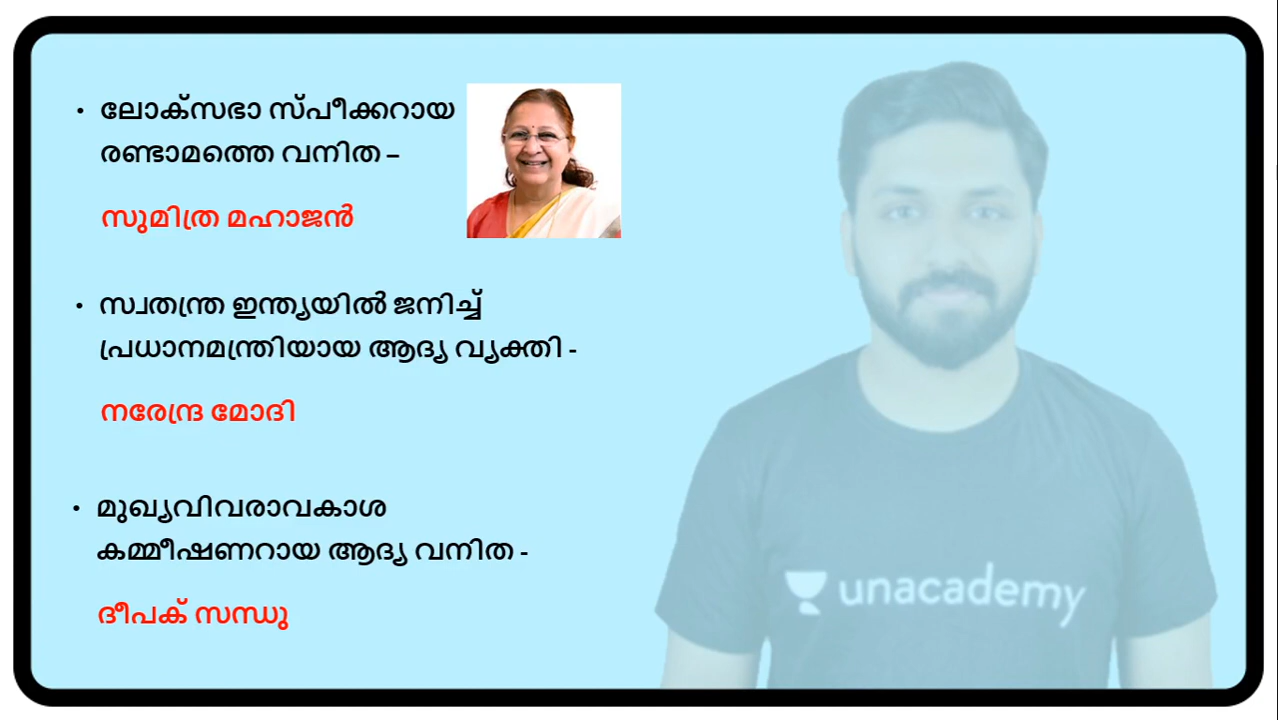 • ലോക്സഭാ സ്പീക്കറായ
രണ്ടാമത്തെ വനിത –
സുമിത്ര മഹാജൻ
• സ്വതന്ത്ര ഇന്ത്യയിൽ ജനിച്ച്
പ്രധാനമന്ത്രിയായ ആദ്യ വ്യക്തി -
നരേന്ദ്ര മോദി
• മുഖ്യവിവരാവകാശ
കമ്മീഷണറായ ആദ്യ വനിത -
ദീപക് സന്ധു
unacademy